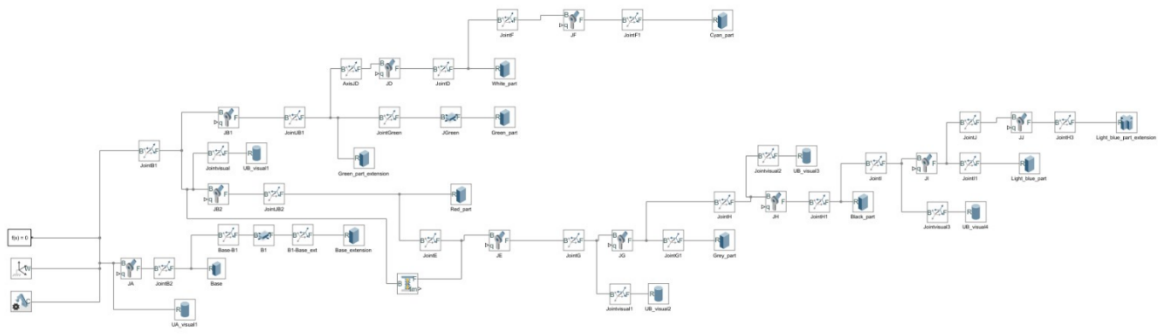 JointF
JF
JointF1
Cyan_part
AxisJD
JD
JointD
White_part
JB1
JointUB1
JointGreen
JGreen
Green_part
JointJ
JJ
JointH3
Light_blue_part_extension
JointB1
Jointvisual
UB_visual1
Green_part_extension
Jointvisual2
UB_visual3
JointI
JI
JointI1
Light_blue_part
JB2
JointJB2
Red_part
JointH
JH
JointH1
Black_part
Jointvisual3
UB_visual4
f(x) = 0
Base-B1
B1
B1-Base_ext
Base_extension
JointE
JE
JointG
JG
JointG1
Grey_part
JA
JointB2
Base
UA_visual1
Jointvisual1
UB_visual2